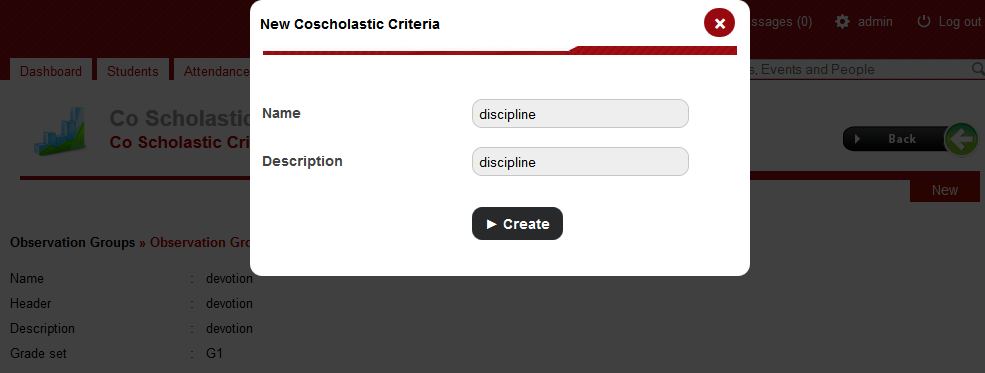 New Coscholastic Criteria
ssages (0) admin Log out
Dashboard Students Attendance
s, Events and People
Co Scholastic
Co Scholastic Cri
Name discipline
Back
Description discipline
New
Create
Observation Groups » Observation Gro
Name : devotion
Header : devotion
Description : devotion
Grade set : G1